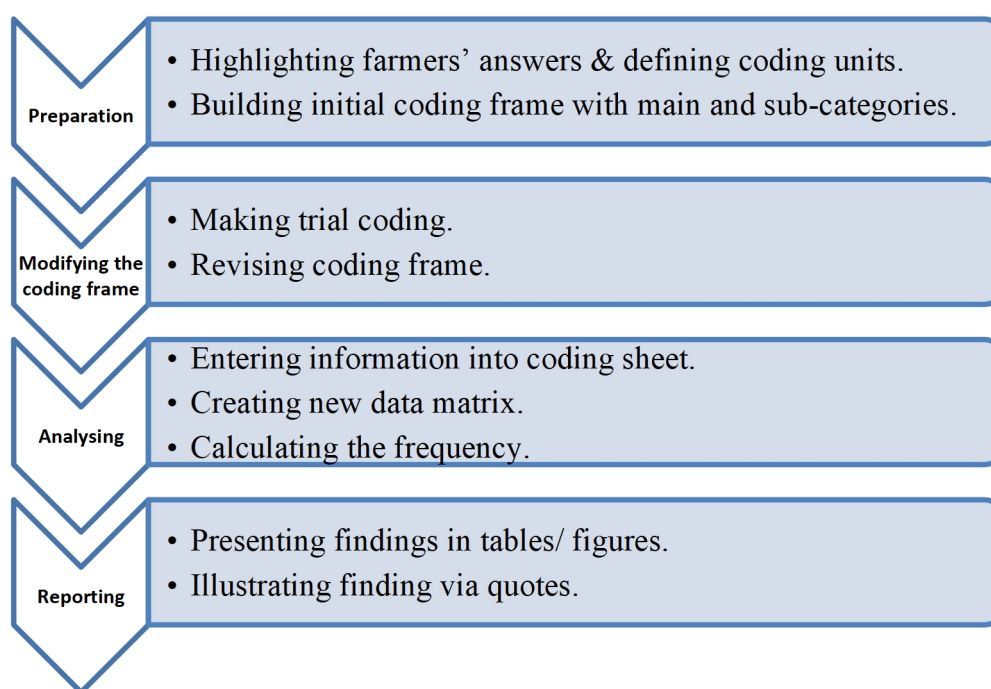 Preparation
• Highlighting farmers’ answers & defining coding units.
• Building initial coding frame with main and sub-categories.
Modifying the
coding frame
• Making trial coding.
• Revising coding frame.
Analysing
• Entering information into coding sheet.
• Creating new data matrix.
• Calculating the frequency.
Reporting
• Presenting findings in tables/ figures.
• Illustrating finding via quotes.